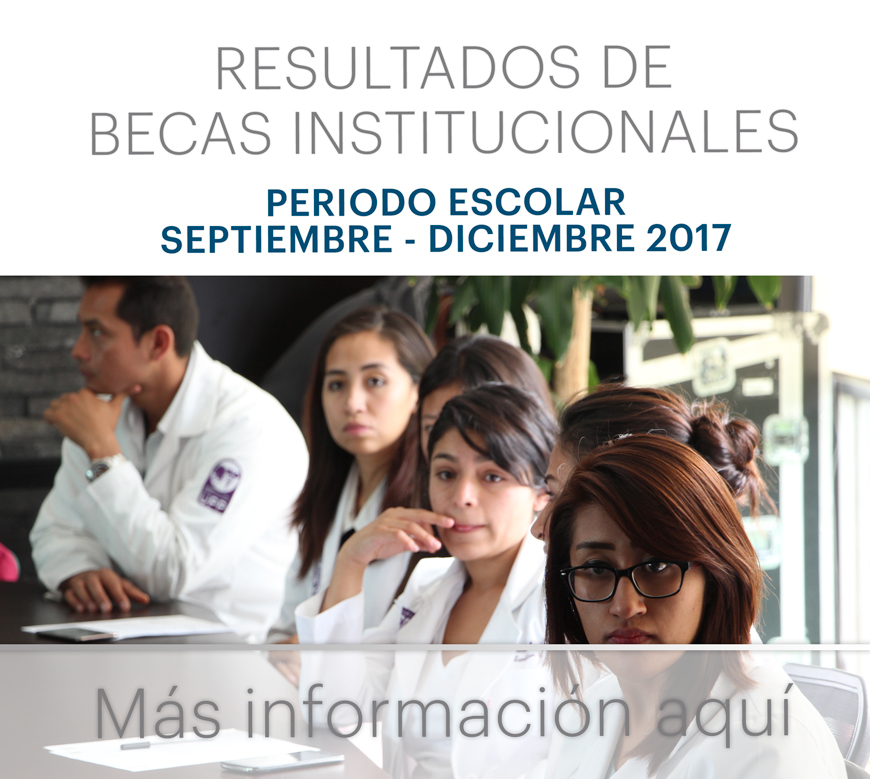 RESULTADOS DE
BECAS INSTITUCIONALES
PERIODO ESCOLAR
SEPTIEMBRE - DICIEMBRE 2017
Más información aquí